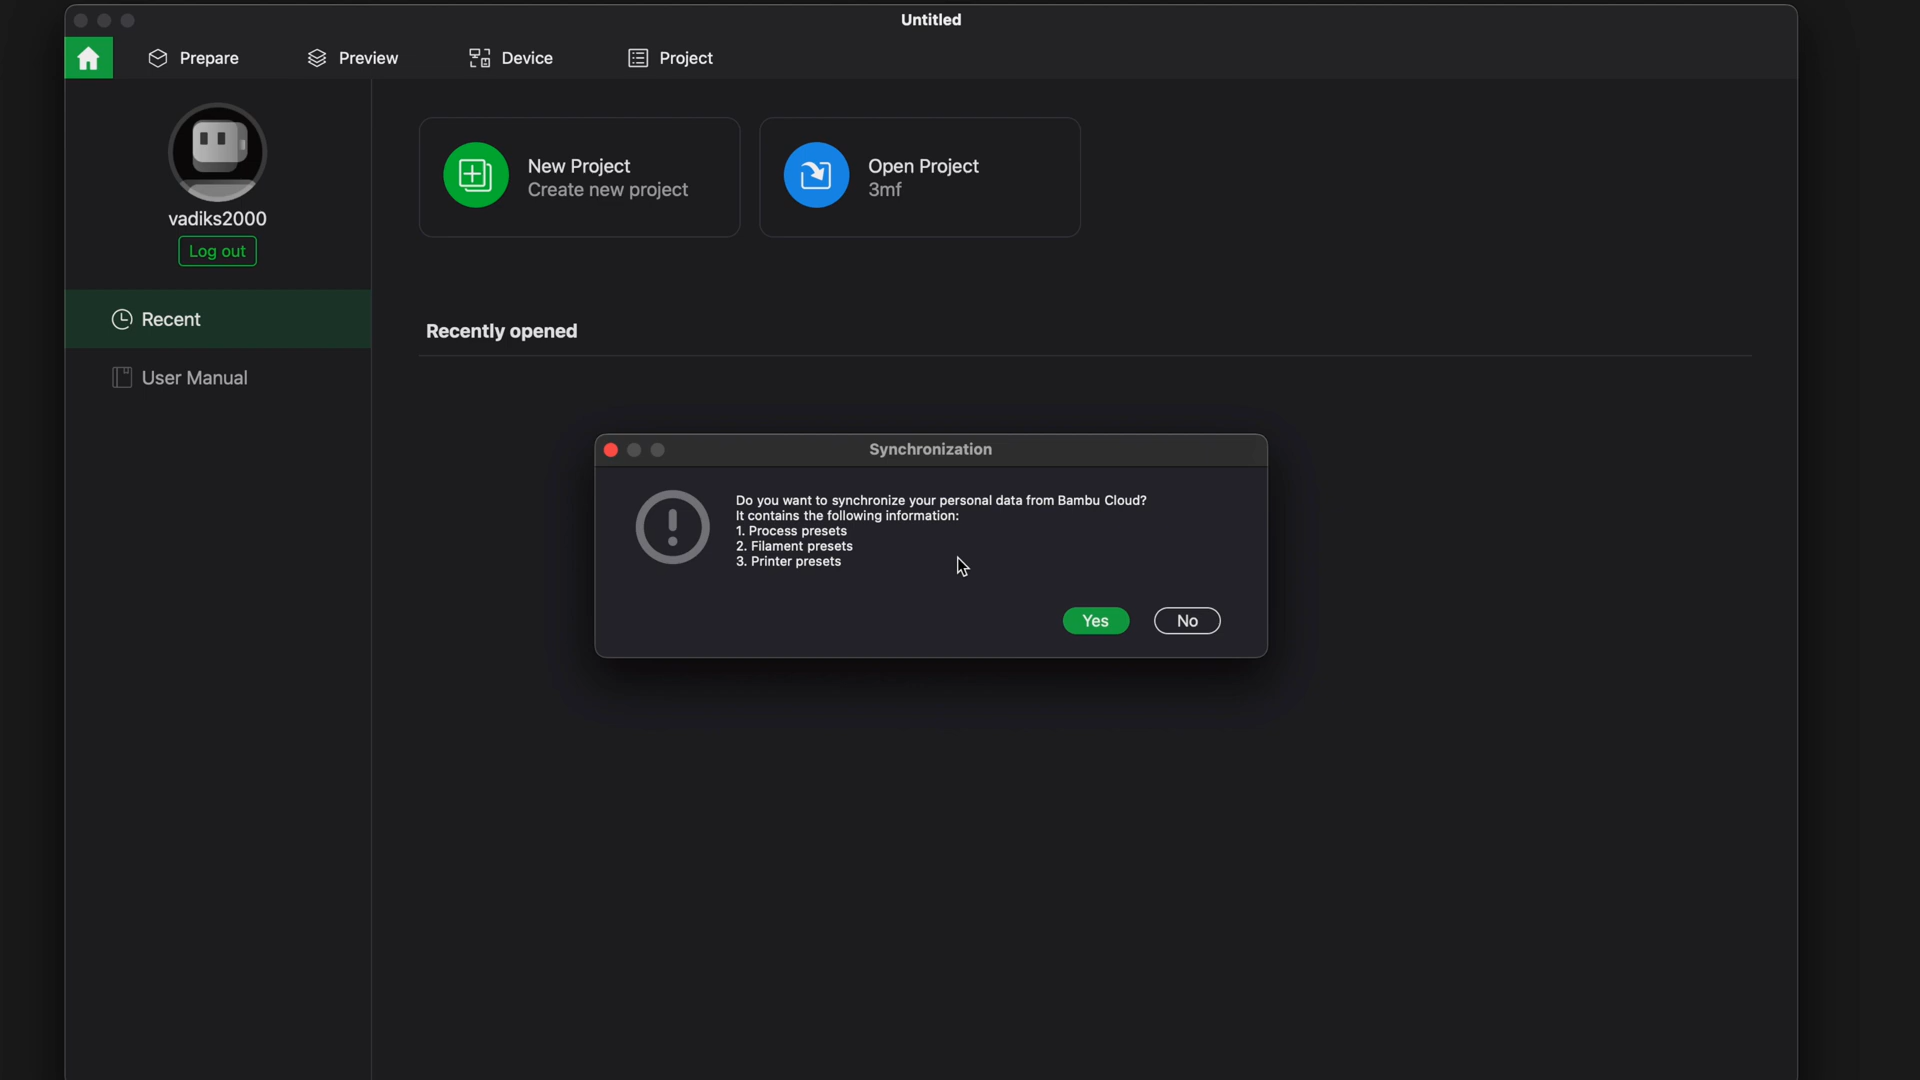 Untitled
Prepare
Preview
Device
Project
vadiks2000
Log out
Recent
User Manual
New Project
Create new project
Open Project
3mf
Recently opened
Synchronization
Do you want to synchronize your personal data from Bambu Cloud?
It contains the following information:
1. Process presets
2. Filament presets
3. Printer presets
Yes
No